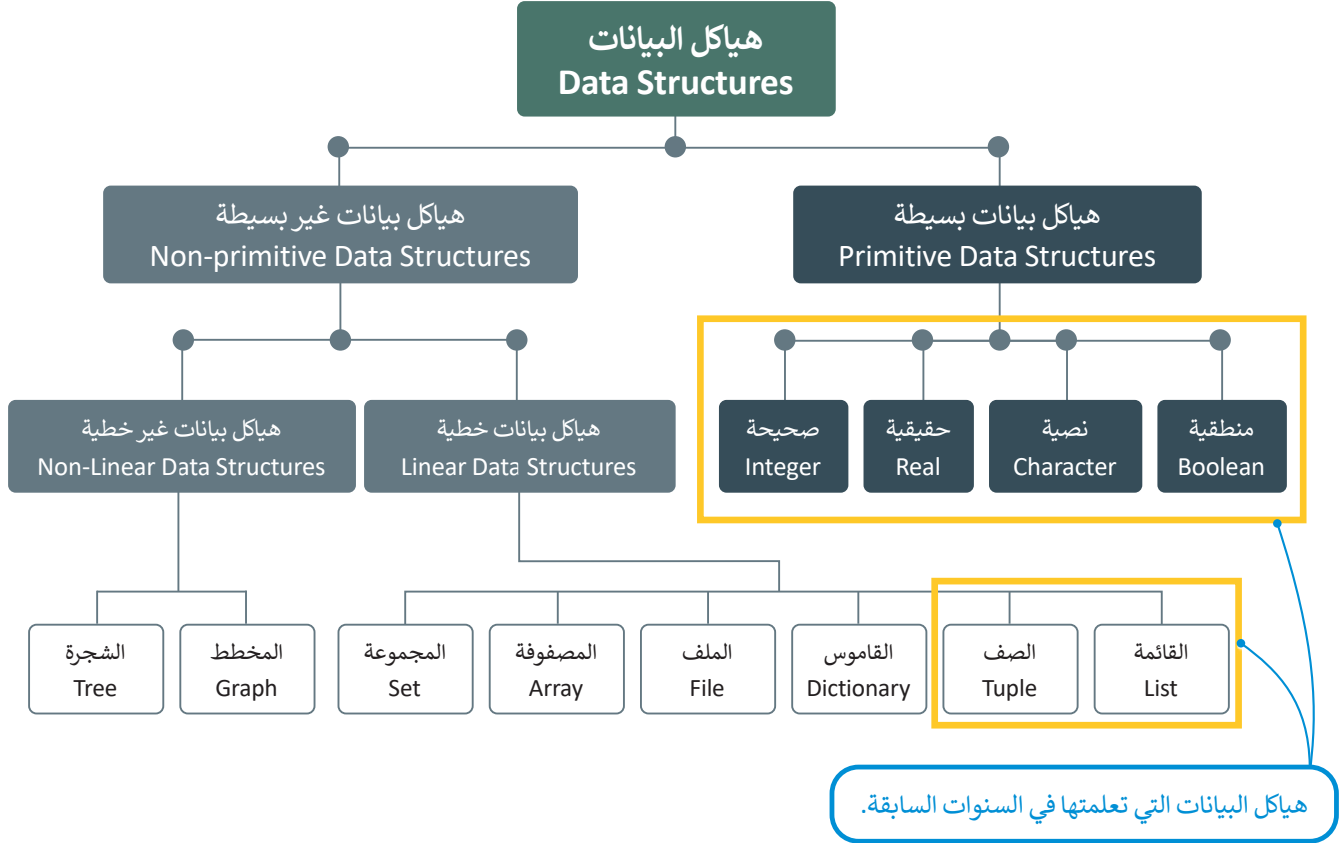 هياكل البيانات
Data Structures
هياكل بيانات بسيطة
Primitive Data Structures
هياكل بيانات غير بسيطة
Non-primitive Data Structures
منطقية
Boolean
نصية
Character
حقيقية
Real
صحيحة
Integer
هياكل بيانات خطية
Linear Data Structures
هياكل بيانات غير خطية
Non-Linear Data Structures
القائمة
List
الصف
Tuple
القاموس
Dictionary
الملف
File
المصفوفة
Array
المجموعة
Set
المخطط
Graph
الشجرة
Tree
هياكل البيانات التي تعلمتها في السنوات السابقة.